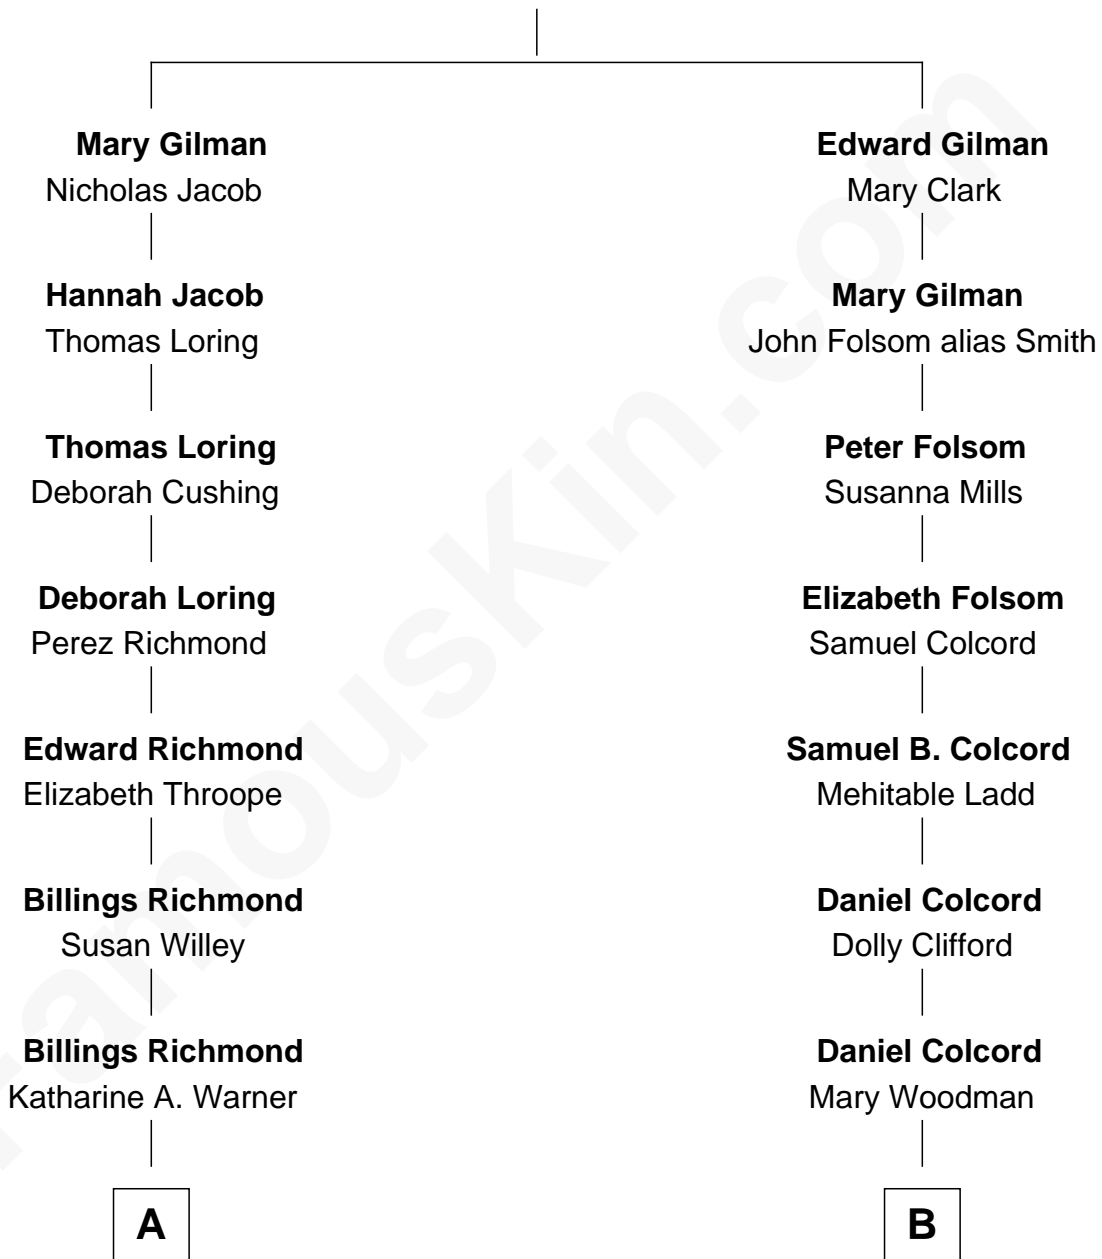 Mary Gilman
Nicholas Jacob
Hannah Jacob
Thomas Loring
Thomas Loring
Deborah Cushing
Deborah Loring
Perez Richmond
Edward Richmond
Elizabeth Throope
Billings Richmond
Susan Willey
Billings Richmond
Katharine A. Warner
A
Edward Gilman
Mary Clark
Mary Gilman
John Folsom alias Smith
Peter Folsom
Susanna Mills
Elizabeth Folsom
Samuel Colcord
Samuel B. Colcord
Mehitable Ladd
Daniel Colcord
Dolly Clifford
Daniel Colcord
Mary Woodman
B
FamousKin.com